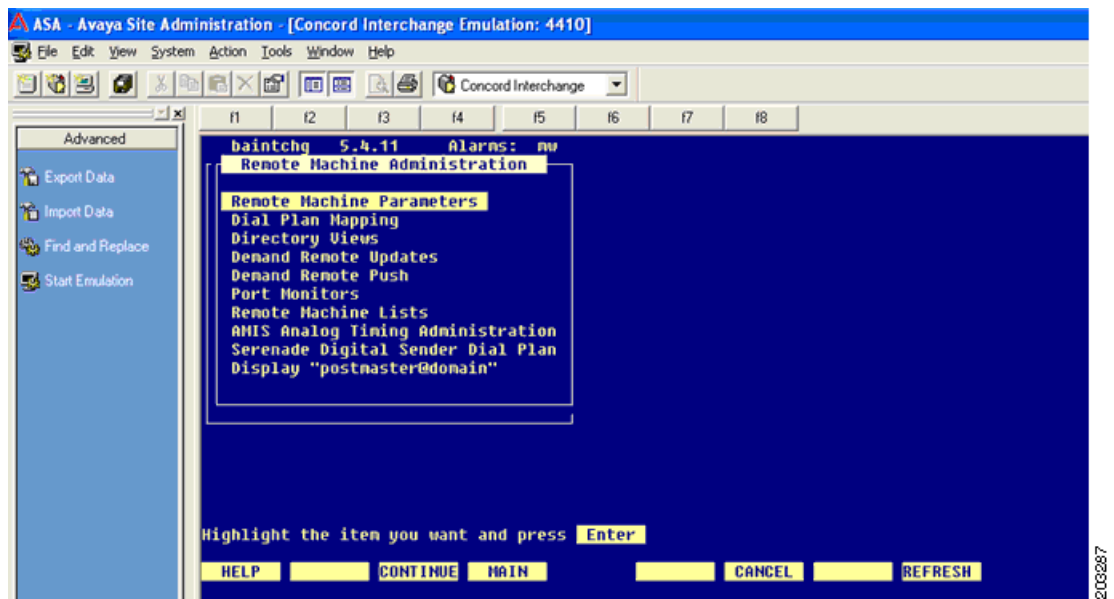 ASA - Avaya Site Administration - [Concord Interchange Emulation: 4410]
File Edit View System Action Tools Window Help
Concord Interchange
f1 f2 f3 f4 f5 f6 f7 f8
Advanced
Export Data
Import Data
Find and Replace
Start Emulation
baintchg 5.4.11 Alarms: mw
Remote Machine Administration
Remote Machine Parameters
Dial Plan Mapping
Directory Views
Demand Remote Updates
Demand Remote Push
Port Monitors
Remote Machine Lists
AMIS Analog Timing Administration
Serenade Digital Sender Dial Plan
Display "postmaster@domain"
Highlight the item you want and press Enter
HELP CONTINUE MAIN CANCEL REFRESH
203287